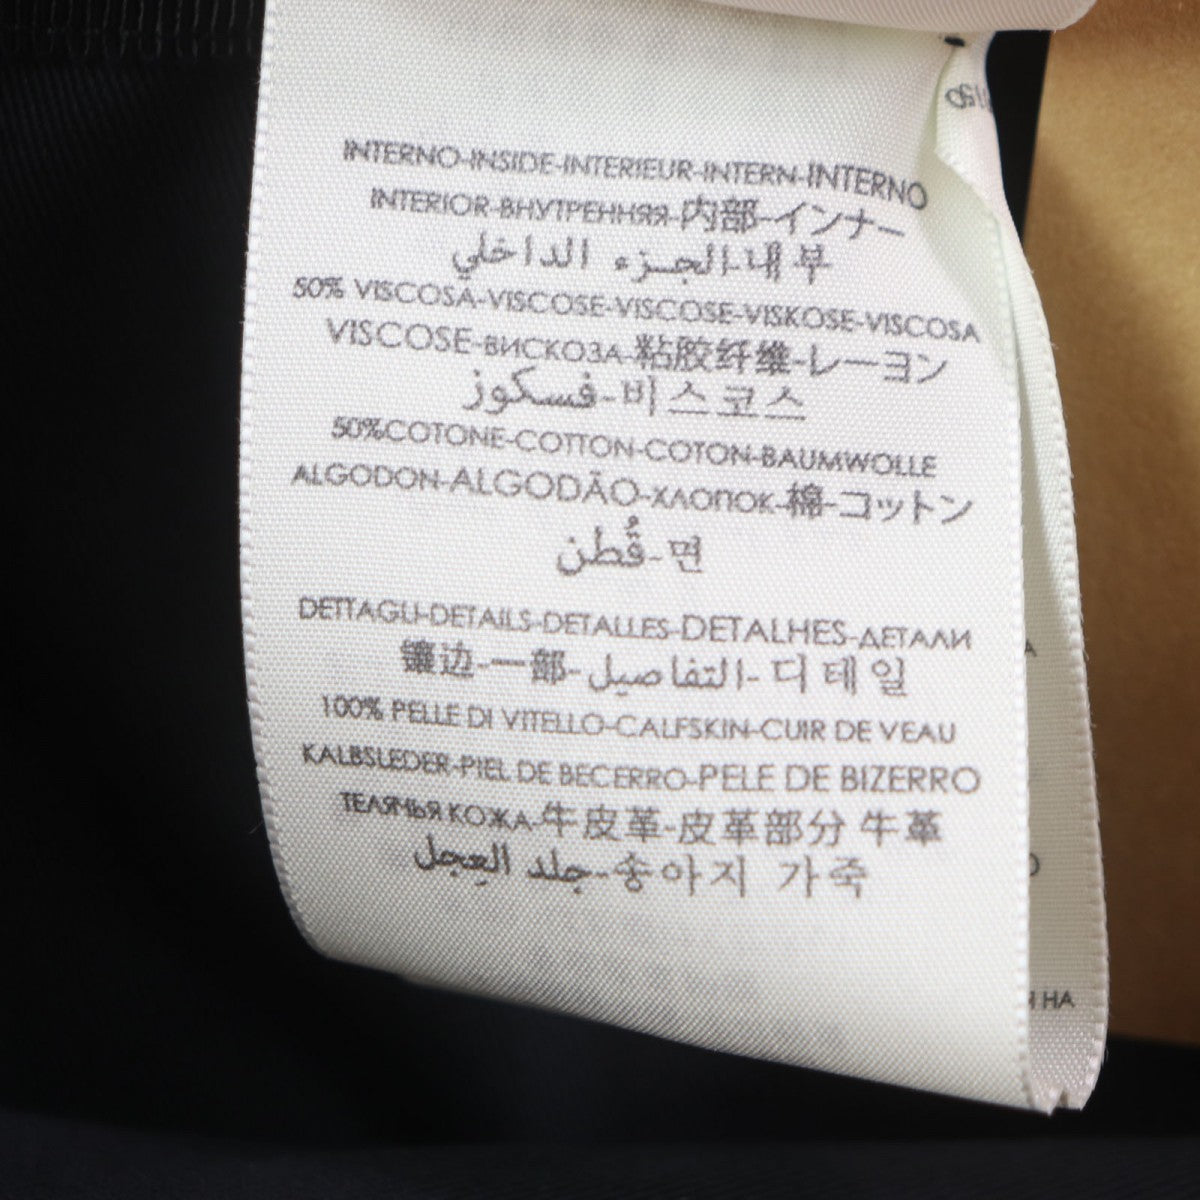 INTERNO-INSIDE-INTERIEUR-INTERN-INTERNO
INTERIOR-ВНУТРЕННЯЯ-内部-インナー
الجزء الداخلي-내부
50% VISCOSA-VISCOSE-VISCOSE-VISKOSE-VISCOSA
VISCOSE-ВИСКОЗА-粘胶纤维-レーヨン
فسكوز-비스코스
50%COTONE-COTTON-COTON-BAUMWOLLE
ALGODON-ALGODÃO-ХЛОПОК-棉-コットン
قُطن-면
DETTAGLI-DETAILS-DETALLES-DETALHES-ДЕТАЛИ
镶边-一部-التفاصيل-디테일
100% PELLE DI VITELLO-CALFSKIN-CUIR DE VEAU
KALBSLEDER-PIEL DE BECERRO-PELE DE BIZERRO
ТЕЛЯМЬЯ КОЖА-牛皮革-皮革部分 牛革
جلد العِجل-송아지 가죽
НА